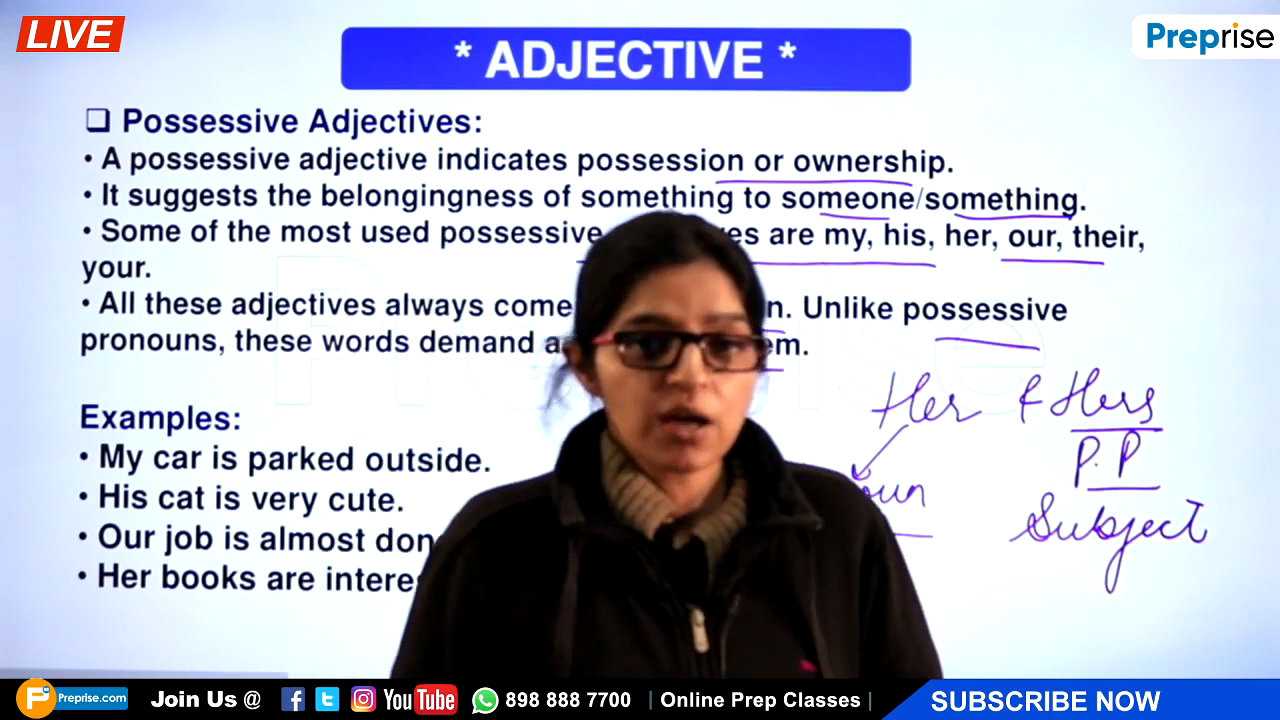 LIVE
Preprise
* ADJECTIVE *
❑ Possessive Adjectives:
• A possessive adjective indicates possession or ownership.
• It suggests the belongingness of something to someone/something.
• Some of the most used possessive are my, his, her, our, their,
your.
• All these adjectives always come Unlike possessive
pronouns, these words demand
Her & Hers
P.P
Subject
Examples:
• My car is parked outside.
• His cat is very cute.
• Our job is almost
• Her books are
Preprise.com
Join Us @ YouTube 898 888 7700 | Online Prep Classes | SUBSCRIBE NOW